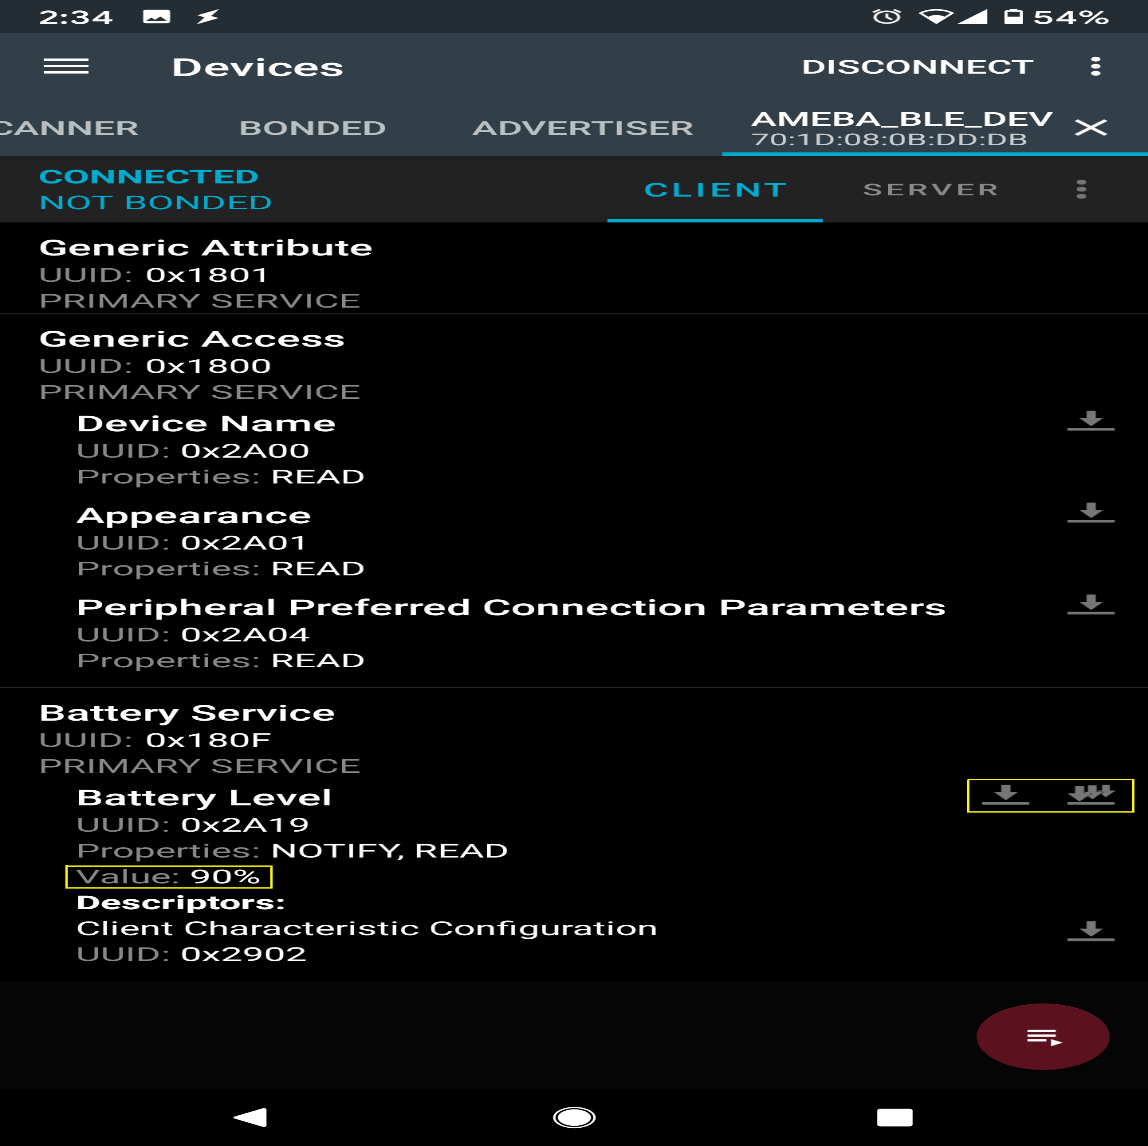 2:34 54%
Devices DISCONNECT
CANNER BONDED ADVERTISER AMEBA_BLE_DEV
70:1D:08:0B:DD:DB
CONNECTED
NOT BONDED
CLIENT SERVER
Generic Attribute
UUID: 0x1801
PRIMARY SERVICE
Generic Access
UUID: 0x1800
PRIMARY SERVICE
Device Name
UUID: 0x2A00
Properties: READ
Appearance
UUID: 0x2A01
Properties: READ
Peripheral Preferred Connection Parameters
UUID: 0x2A04
Properties: READ
Battery Service
UUID: 0x180F
PRIMARY SERVICE
Battery Level
UUID: 0x2A19
Properties: NOTIFY, READ
Value: 90%
Descriptors:
Client Characteristic Configuration
UUID: 0x2902